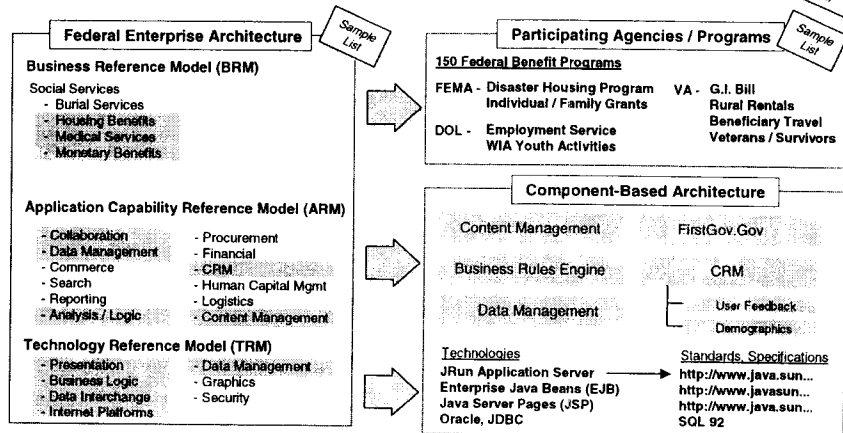 Federal Enterprise Architecture
Sample
List
Business Reference Model (BRM)
Social Services
- Burial Services
- Housing Benefits
- Medical Services
- Monetary Benefits
Application Capability Reference Model (ARM)
- Collaboration
- Data Management
- Commerce
- Search
- Reporting
- Analysis / Logic
- Procurement
- Financial
- CRM
- Human Capital Mgmt
- Logistics
- Content Management
Technology Reference Model (TRM)
- Presentation
- Business Logic
- Data Interchange
- Internet Platforms
- Data Management
- Graphics
- Security
Participating Agencies / Programs
Sample
List
150 Federal Benefit Programs
FEMA - Disaster Housing Program
Individual / Family Grants
DOL - Employment Service
WIA Youth Activities
VA - G.I. Bill
Rural Rentals
Beneficiary Travel
Veterans / Survivors
Component-Based Architecture
Content Management
FirstGov.Gov
Business Rules Engine
CRM
Data Management
User Feedback
Demographics
Technologies
JRun Application Server
Enterprise Java Beans (EJB)
Java Server Pages (JSP)
Oracle, JDBC
Standards, Specifications
http://www.java.sun...
http://www.javasun...
http://www.java.sun...
SQL 92